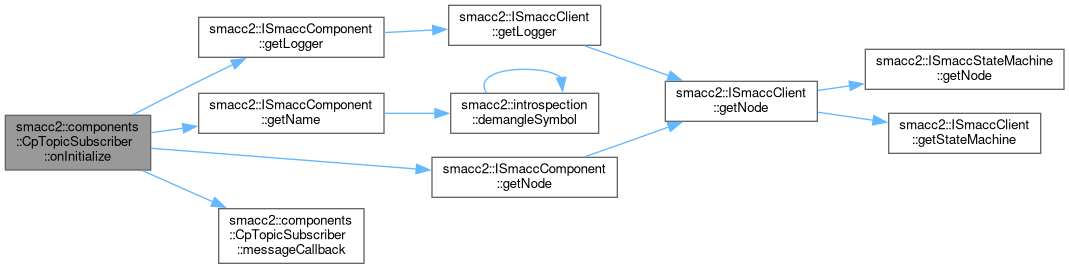 smacc2::components
::CpTopicSubscriber
::onInitialize
smacc2::ISmaccComponent
::getLogger
smacc2::ISmaccComponent
::getName
smacc2::components
::CpTopicSubscriber
::messageCallback
smacc2::ISmaccClient
::getLogger
smacc2::introspection
::demangleSymbol
smacc2::ISmaccComponent
::getNode
smacc2::ISmaccClient
::getNode
smacc2::ISmaccStateMachine
::getNode
smacc2::ISmaccClient
::getStateMachine